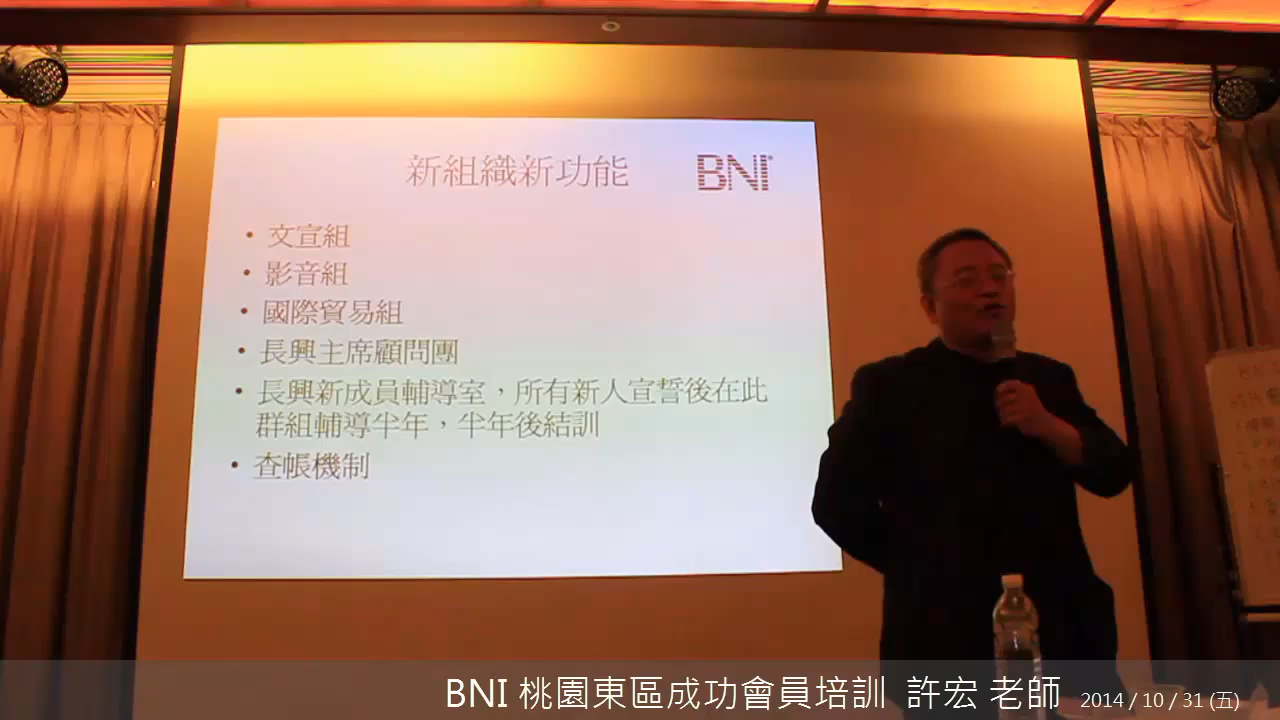 新組織新功能
BNI®
• 文宣組
• 影音組
• 國際貿易組
• 長興主席顧問團
• 長興新成員輔導室，所有新人宣誓後在此
群組輔導半年，半年後結訓
• 查帳機制
BNI 桃園東區成功會員培訓 許宏 老師 2014 / 10 / 31 (五)